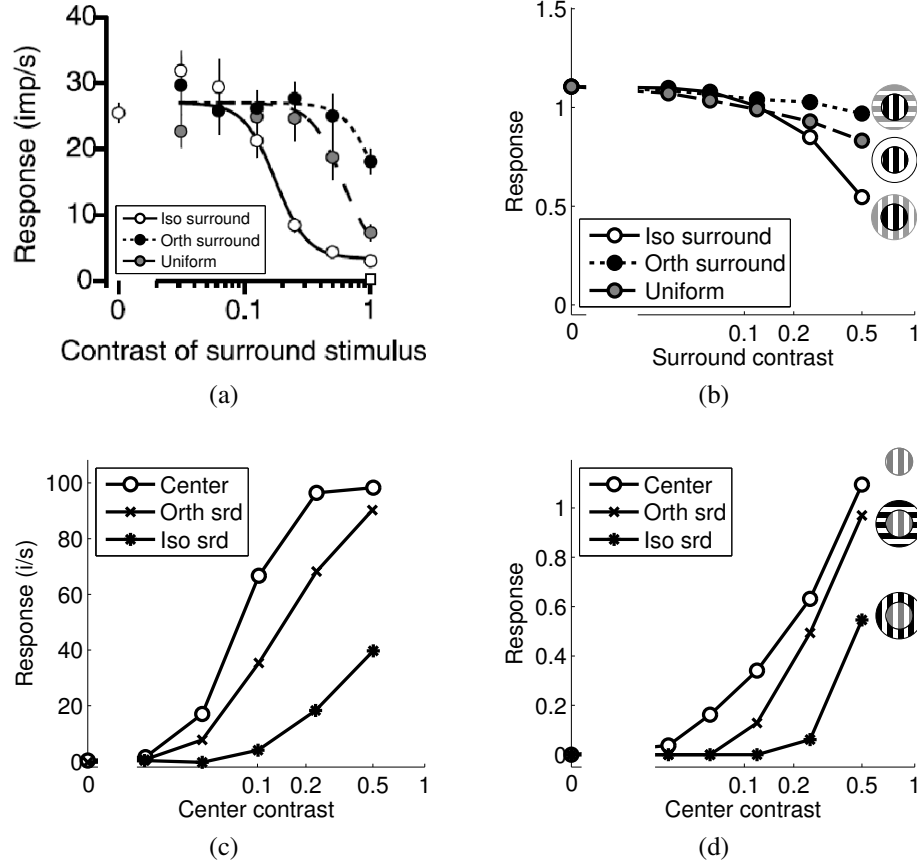 40
30
20
10
0
Response (imp/s)
Iso surround
Orth surround
Uniform
0
0.1
1
Contrast of surround stimulus
(a)
1.5
1
0.5
0
Response
Iso surround
Orth surround
Uniform
0
0.1
0.2
0.5
1
Surround contrast
(b)
100
80
60
40
20
0
Response (i/s)
Center
Orth srd
Iso srd
0
0.1
0.2
0.5
1
Center contrast
(c)
1
0.8
0.6
0.4
0.2
0
Response
Center
Orth srd
Iso srd
0
0.1
0.2
0.5
1
Center contrast
(d)